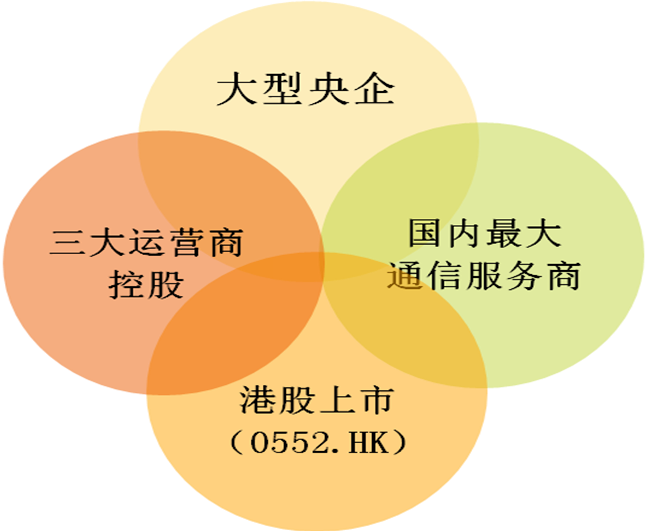 大型央企
三大运营商
控股
国内最大
通信服务商
港股上市
（0552.HK）